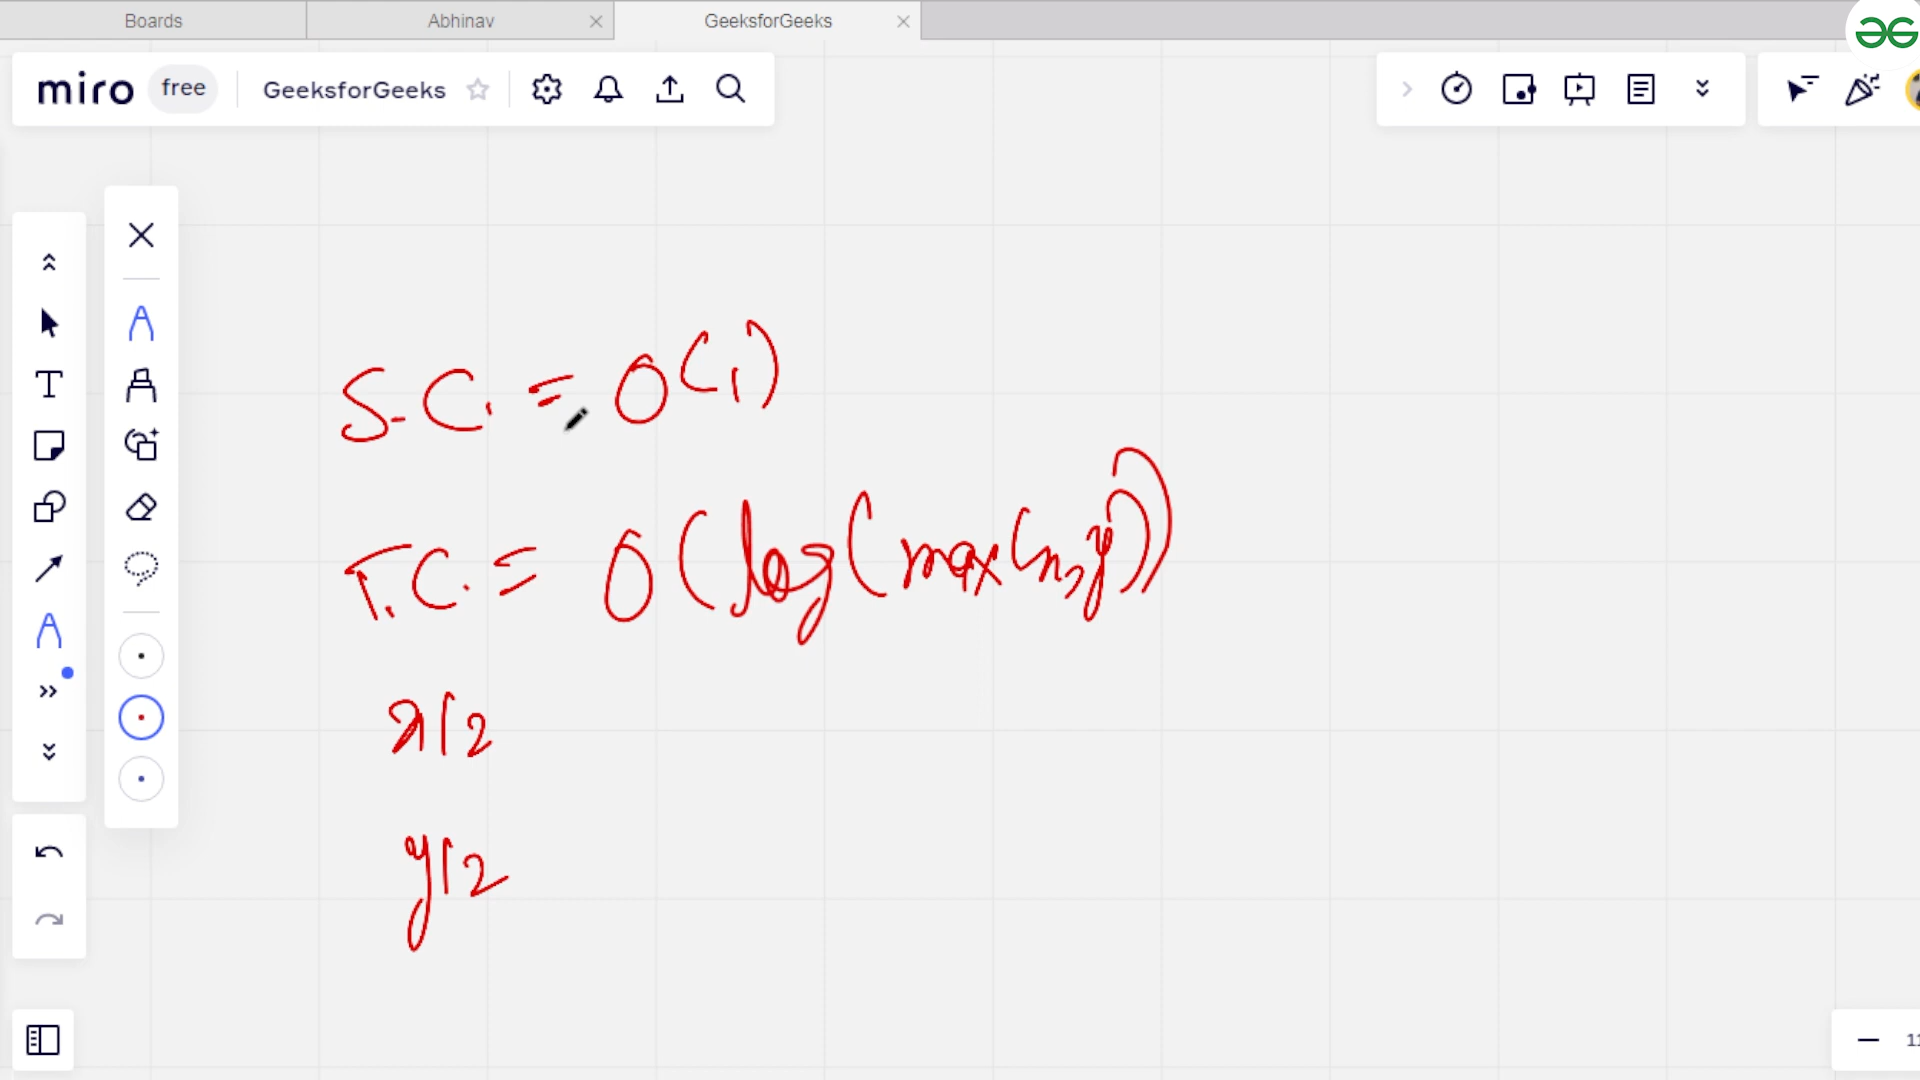 Boards Abhinav GeeksforGeeks
miro free GeeksforGeeks
S.C. = O(1)
T.C. = O(log(max(x,y)))
x/2
y/2